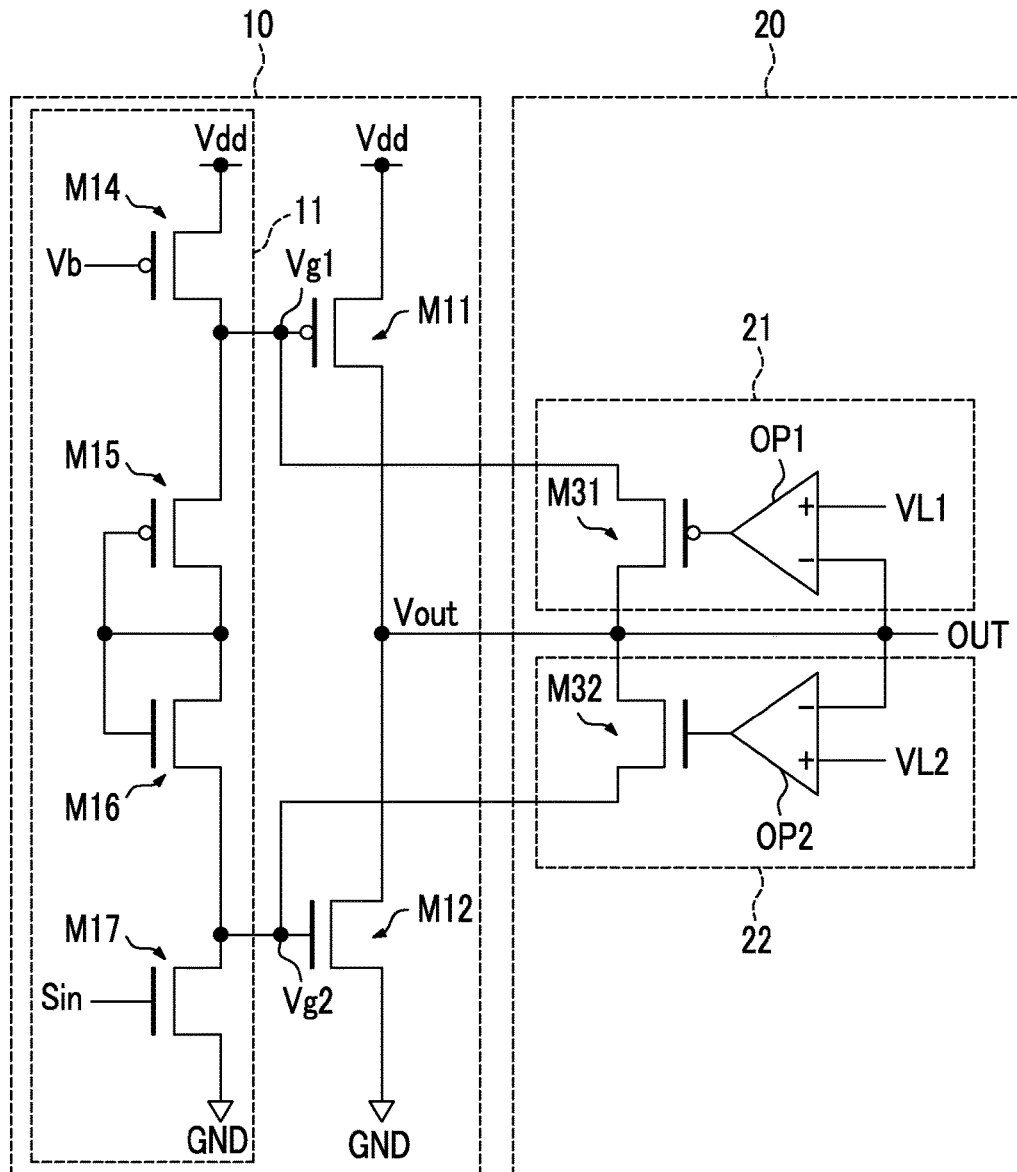 10
20
Vdd
Vdd
M14
11
Vb
Vg1
M11
21
OP1
M15
M31
+
VL1
−
Vout
OUT
M32
−
+
VL2
M16
OP2
M17
M12
22
Sin
Vg2
GND
GND